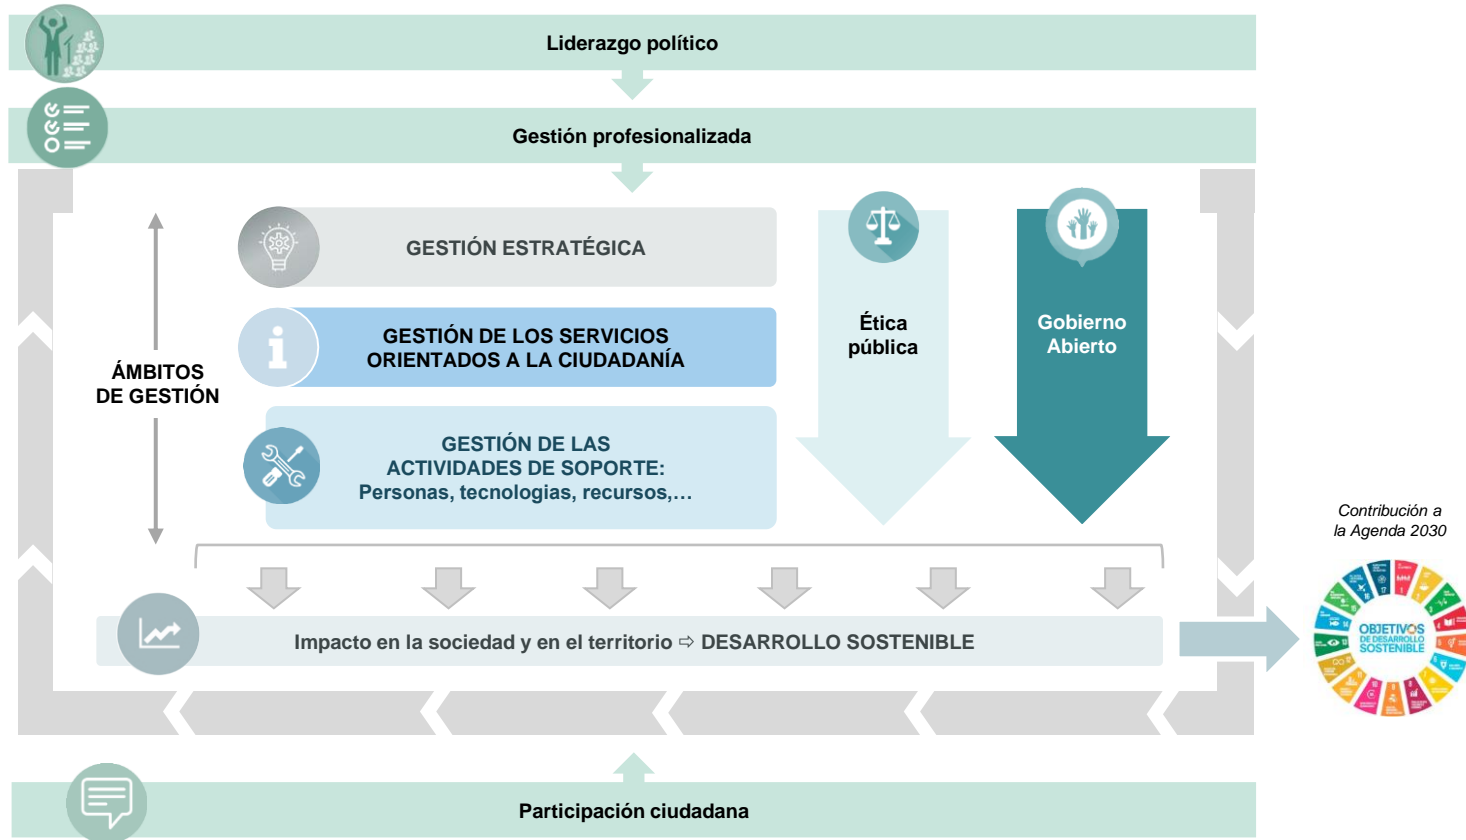 Liderazgo político
Gestión profesionalizada
GESTIÓN ESTRATÉGICA
GESTIÓN DE LOS SERVICIOS
ORIENTADOS A LA CIUDADANÍA
ÁMBITOS
DE GESTIÓN
GESTIÓN DE LAS
ACTIVIDADES DE SOPORTE:
Personas, tecnologias, recursos,…
Ética
pública
Gobierno
Abierto
Impacto en la sociedad y en el territorio ⇨ DESARROLLO SOSTENIBLE
Contribución a
la Agenda 2030
OBJETIVOS
DE DESARROLLO
SOSTENIBLE
Participación ciudadana